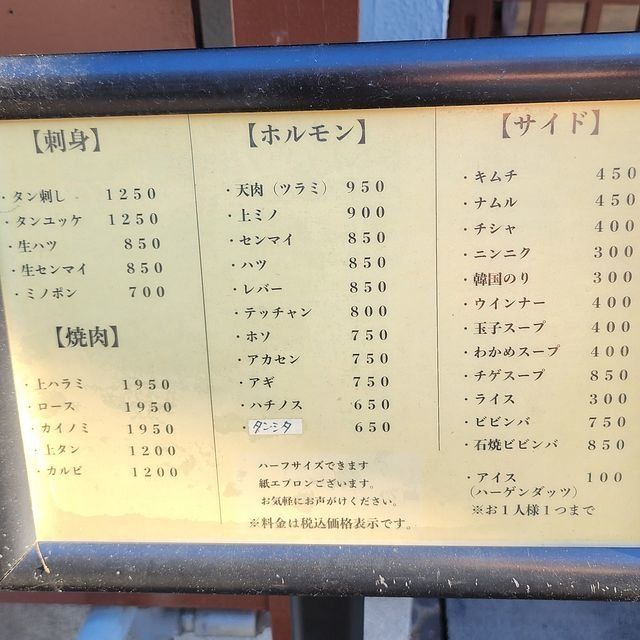 【刺身】
・タン刺し 1250
・タンユッケ 1250
・生ハツ 850
・生センマイ 850
・ミノポン 700
【焼肉】
・上ハラミ 1950
・ロース 1950
・カイノミ 1950
・上タン 1200
・カルビ 1200
【ホルモン】
・天肉（ツラミ） 950
・上ミノ 900
・センマイ 850
・ハツ 850
・レバー 850
・テッチャン 800
・ホソ 750
・アカセン 750
・アギ 750
・ハチノス 650
・タンミタ 650
ハーフサイズできます
紙エプロンございます。
お気軽にお声がけください。
※料金は税込価格表示です。
【サイド】
・キムチ 450
・ナムル 450
・チシャ 400
・ニンニク 300
・韓国のり 300
・ウインナー 400
・玉子スープ 400
・わかめスープ 400
・チゲスープ 850
・ライス 300
・ビビンバ 750
・石焼ビビンバ 850
・アイス 100
（ハーゲンダッツ）
※お1人様1つまで